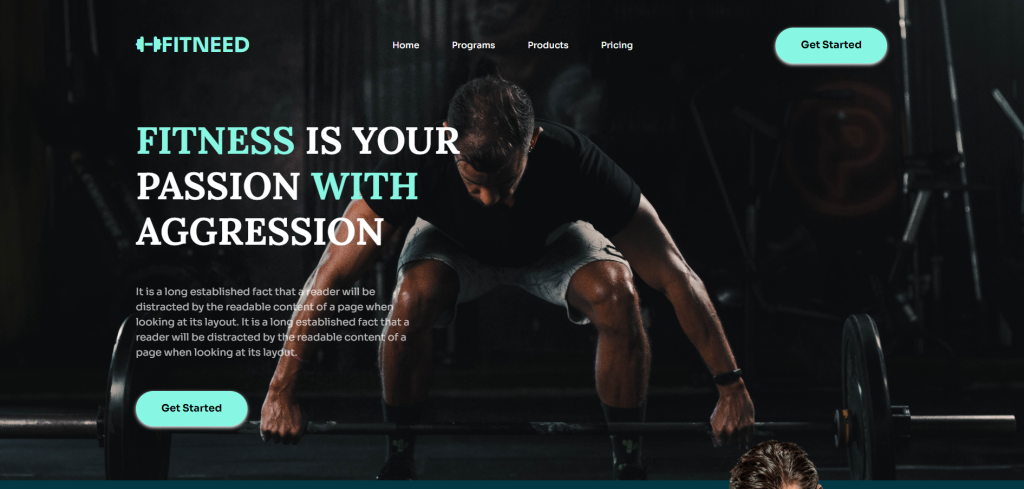 FITNEED
Home Programs Products Pricing
Get Started
FITNESS IS YOUR
PASSION WITH
AGGRESSION
It is a long established fact that a reader will be
distracted by the readable content of a page when
looking at its layout. It is a long established fact that a
reader will be distracted by the readable content of a
page when looking at its layout.
Get Started